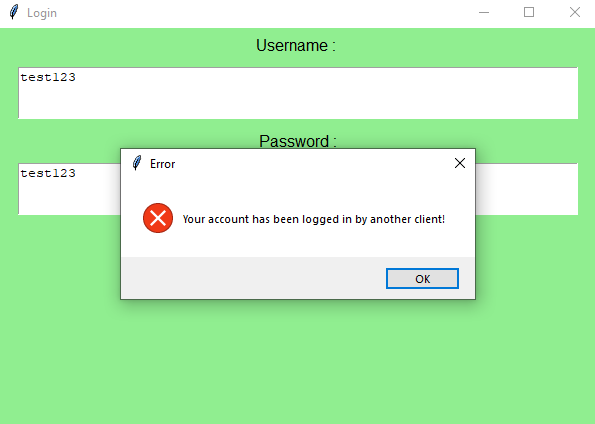 Login
Username :
test123
Password :
test123
Error
Your account has been logged in by another client!
OK